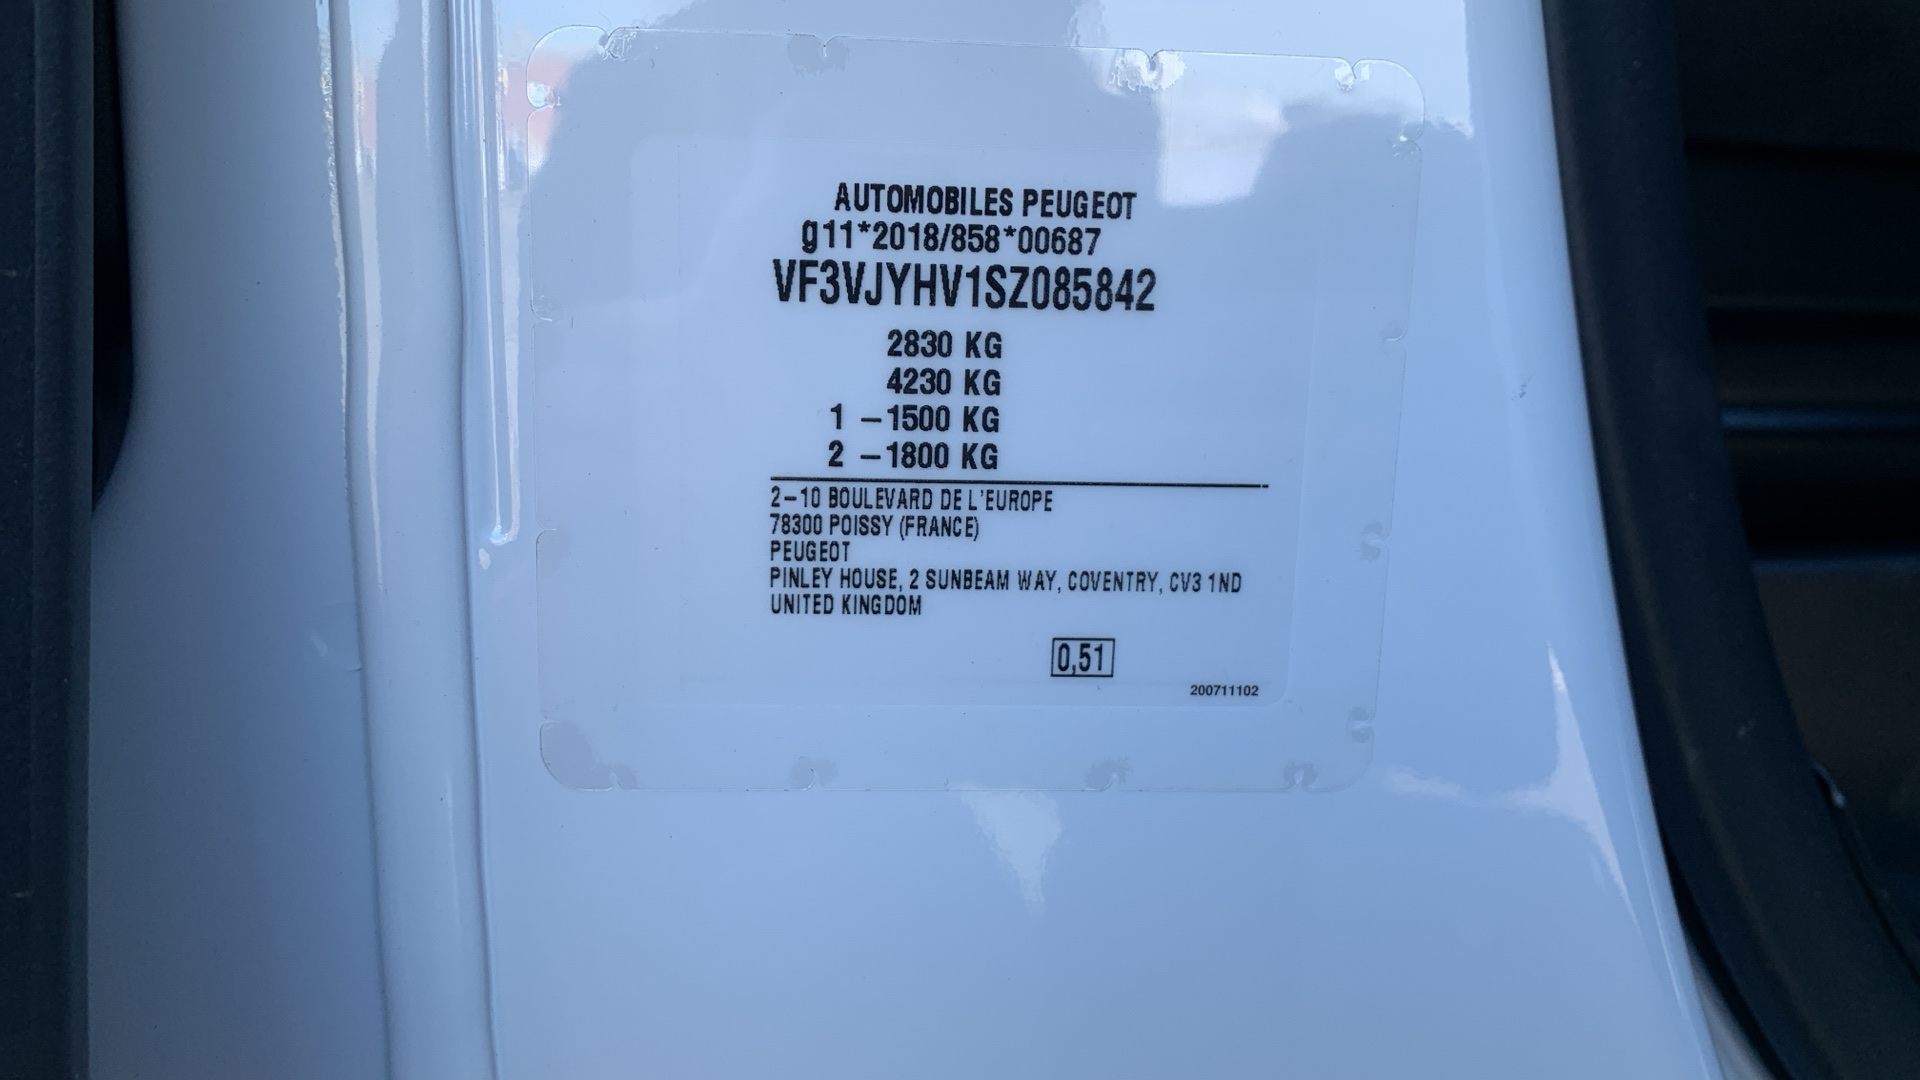 AUTOMOBILES PEUGEOT
g11*2018/858*00687
VF3VJYHV1SZ085842
2830 KG
4230 KG
1 –1500 KG
2 –1800 KG
2–10 BOULEVARD DE L'EUROPE
78300 POISSY (FRANCE)
PEUGEOT
PINLEY HOUSE, 2 SUNBEAM WAY, COVENTRY, CV3 1ND
UNITED KINGDOM
0,51
200711102